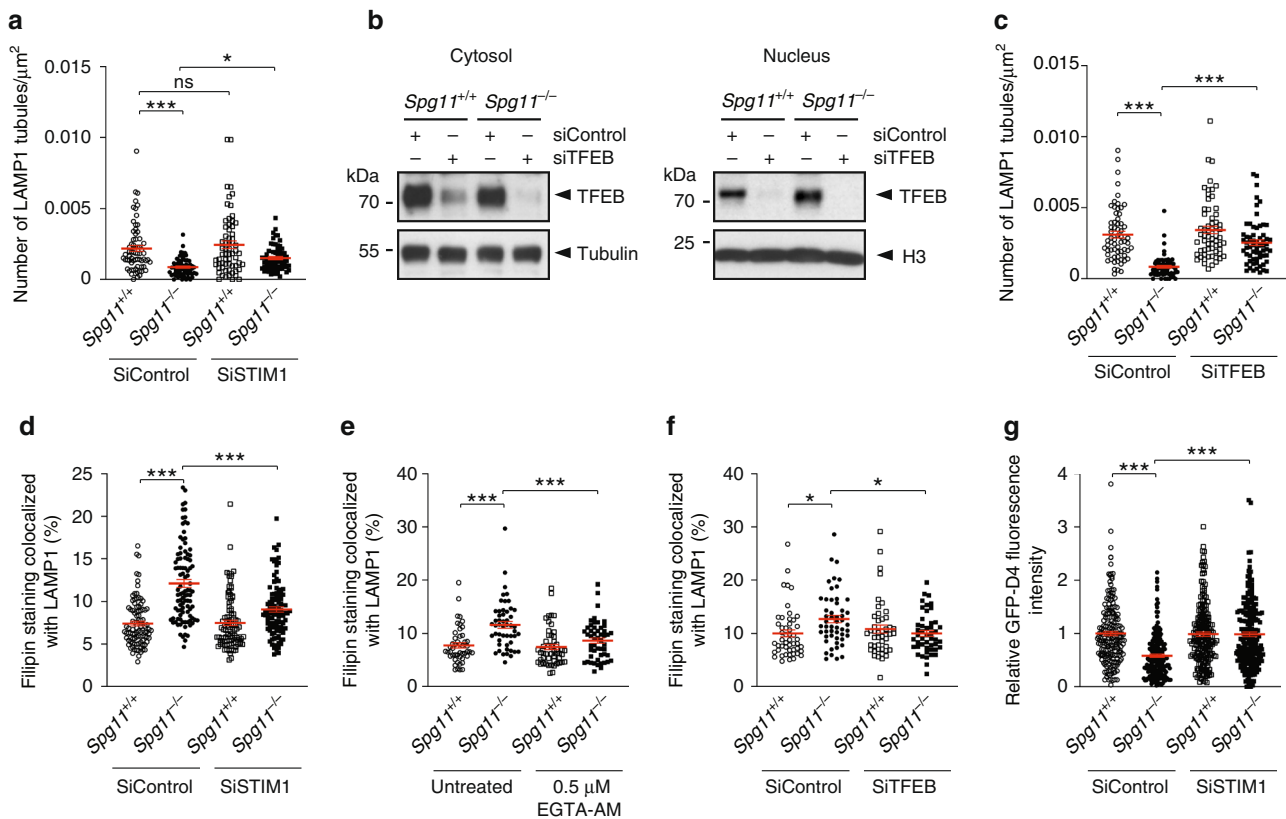 a
Number of LAMP1 tubules/μm²
0.015
0.010
0.005
0
ns
***
*
Spg11+/+
Spg11−/−
Spg11+/+
Spg11−/−
SiControl
SiSTIM1
b
Cytosol
Nucleus
Spg11+/+
Spg11−/−
Spg11+/+
Spg11−/−
+ − + − siControl + − + −
− + − + siTFEB − + − +
kDa
70
TFEB
55
Tubulin
kDa
70
TFEB
25
H3
c
Number of LAMP1 tubules/μm²
0.015
0.010
0.005
0
***
***
Spg11+/+
Spg11−/−
Spg11+/+
Spg11−/−
SiControl
SiTFEB
d
Filipin staining colocalized
with LAMP1 (%)
25
20
15
10
5
0
***
***
Spg11+/+
Spg11−/−
Spg11+/+
Spg11−/−
SiControl
SiSTIM1
e
Filipin staining colocalized
with LAMP1 (%)
40
30
20
10
0
***
***
Spg11+/+
Spg11−/−
Spg11+/+
Spg11−/−
Untreated
0.5 μM
EGTA-AM
f
Filipin staining colocalized
with LAMP1 (%)
40
30
20
10
0
*
*
Spg11+/+
Spg11−/−
Spg11+/+
Spg11−/−
SiControl
SiTFEB
g
Relative GFP-D4 fluorescence
intensity
4
3
2
1
0
***
***
Spg11+/+
Spg11−/−
Spg11+/+
Spg11−/−
SiControl
SiSTIM1